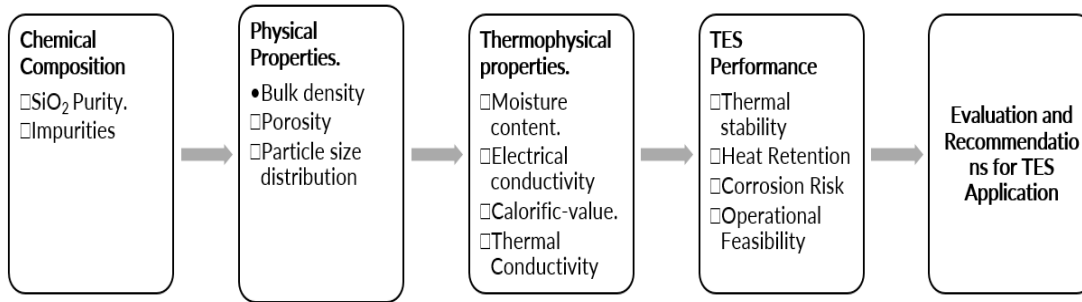 Chemical
Composition
□SiO₂ Purity.
□Impurities
Physical
Properties.
•Bulk density
□Porosity
□Particle size
distribution
Thermophysical
properties.
□Moisture
content.
□Electrical
conductivity
□Calorific-value.
□Thermal
Conductivity
TES
Performance
□Thermal
stability
□Heat Retention
□Corrosion Risk
□Operational
Feasibility
Evaluation and
Recommendatio
ns for TES
Application